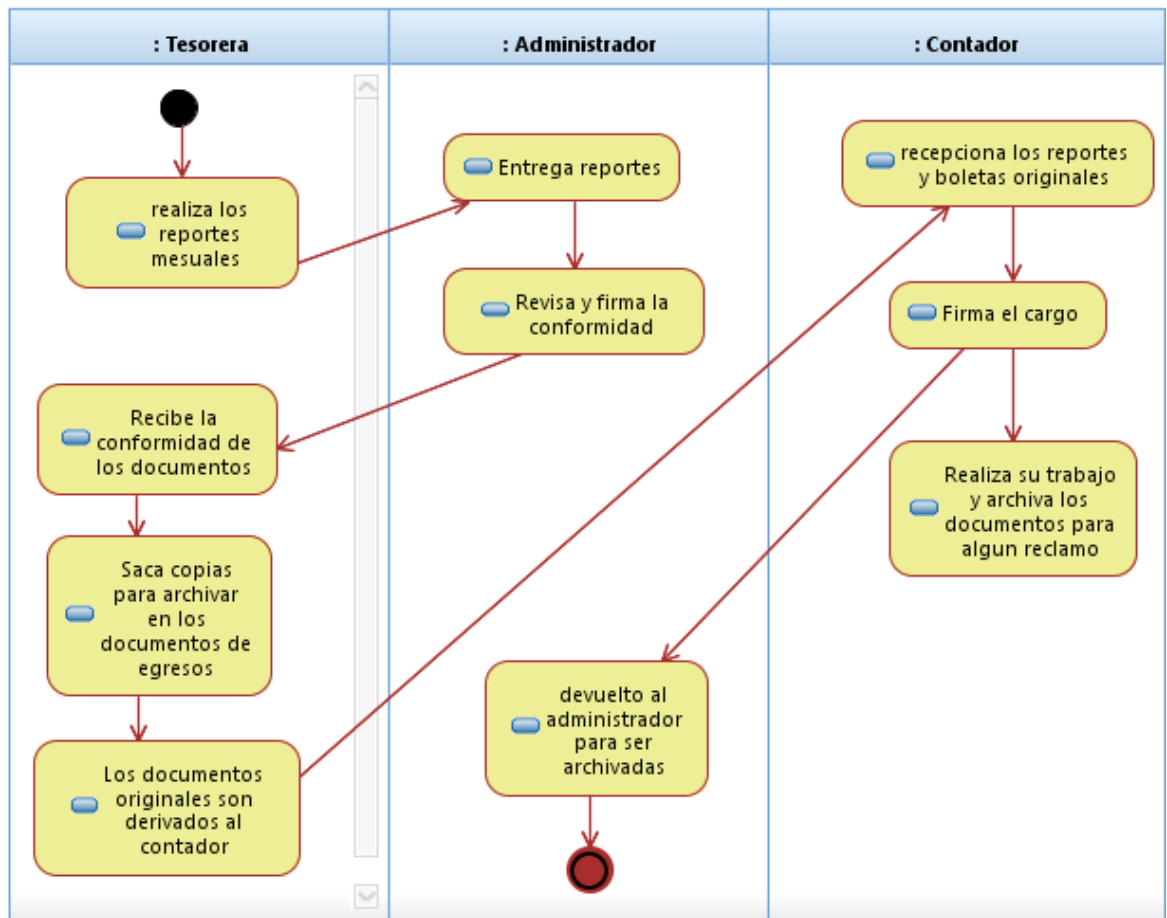 : Tesorera
: Administrador
: Contador
realiza los
reportes
mesuales
Entrega reportes
Revisa y firma la
conformidad
Recibe la
conformidad de
los documentos
Saca copias
para archivar
en los
documentos de
egresos
Los documentos
originales son
derivados al
contador
recepciona los reportes
y boletas originales
Firma el cargo
Realiza su trabajo
y archiva los
documentos para
algun reclamo
devuelto al
administrador
para ser
archivadas